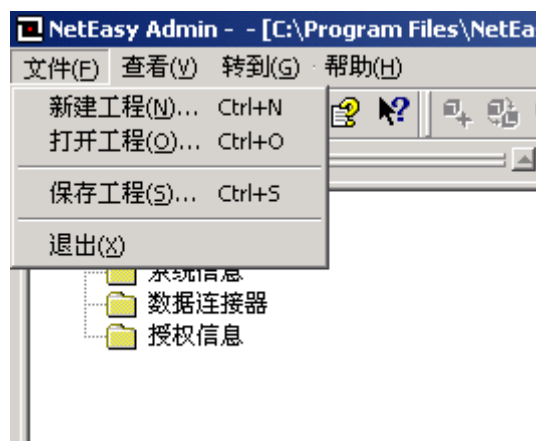 NetEasy Admin - - [C:\Program Files\NetEa
文件(F) 查看(V) 转到(G) 帮助(H)
新建工程(N)... Ctrl+N
打开工程(O)... Ctrl+O
保存工程(S)... Ctrl+S
退出(X)
系统信息
数据连接器
授权信息